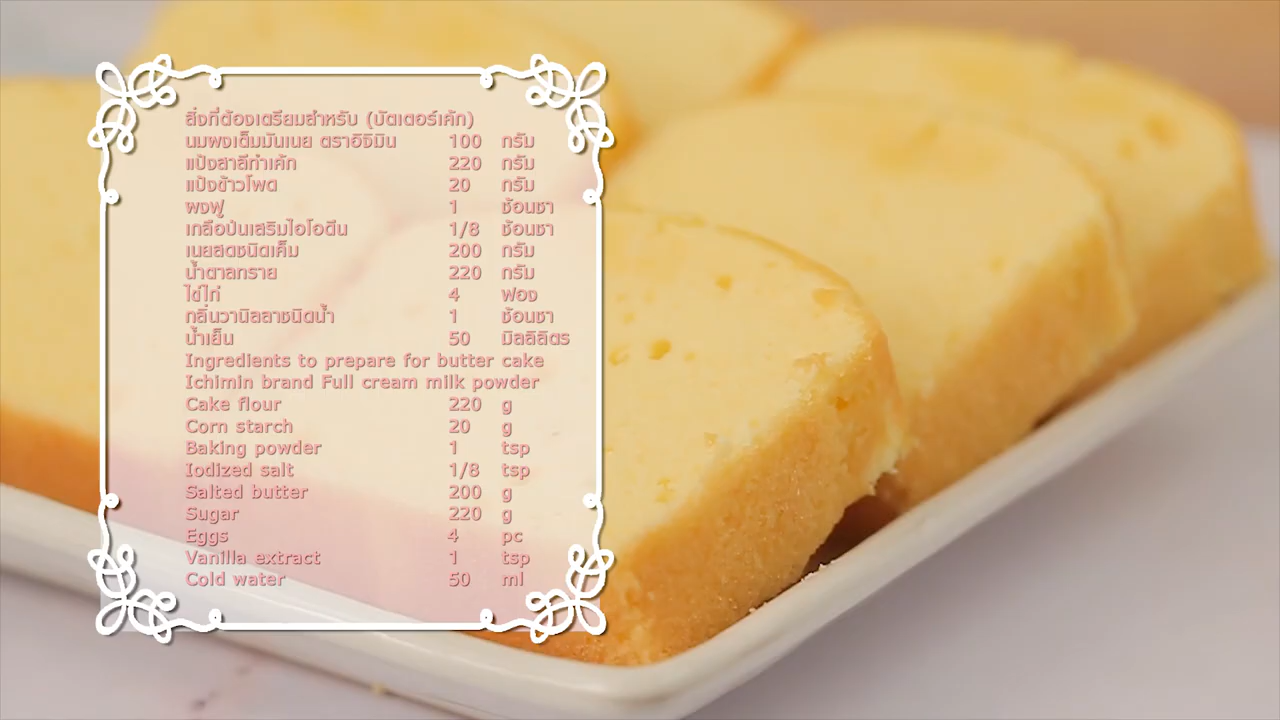 สิ่งที่ต้องเตรียมสำหรับ (บัตเตอร์เค้ก)
นมผงเต็มมันเนย ตราอิชิมิน 100 กรัม
แป้งสาลีทำเค้ก 220 กรัม
แป้งข้าวโพด 20 กรัม
ผงฟู 1 ช้อนชา
เกลือป่นเสริมไอโอดีน 1/8 ช้อนชา
เนยสดชนิดเค็ม 200 กรัม
น้ำตาลทราย 220 กรัม
ไข่ไก่ 4 ฟอง
กลิ่นวานิลลาชนิดน้ำ 1 ช้อนชา
น้ำเย็น 50 มิลลิลิตร
Ingredients to prepare for butter cake
Ichimin brand Full cream milk powder
Cake flour 220 g
Corn starch 20 g
Baking powder 1 tsp
Iodized salt 1/8 tsp
Salted butter 200 g
Sugar 220 g
Eggs 4 pc
Vanilla extract 1 tsp
Cold water 50 ml